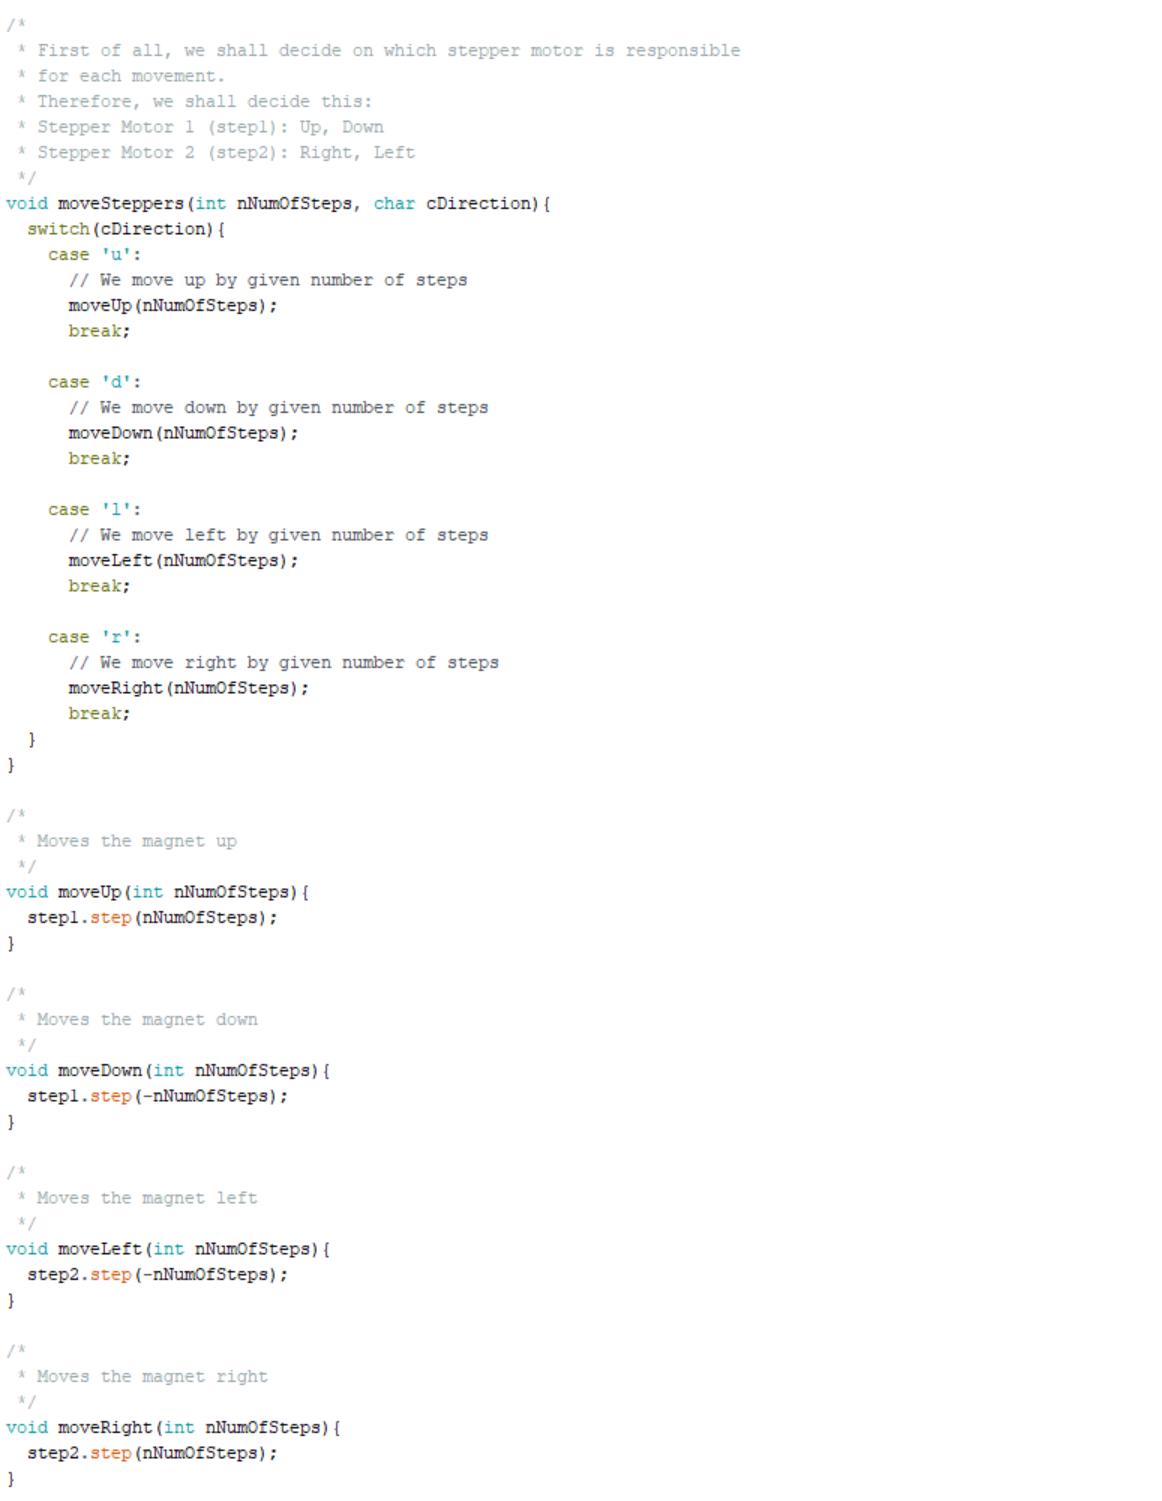 /*
 * First of all, we shall decide on which stepper motor is responsible
 * for each movement.
 * Therefore, we shall decide this:
 * Stepper Motor 1 (step1): Up, Down
 * Stepper Motor 2 (step2): Right, Left
 */
void moveSteppers(int nNumOfSteps, char cDirection){
  switch(cDirection){
    case 'u':
      // We move up by given number of steps
      moveUp(nNumOfSteps);
      break;

    case 'd':
      // We move down by given number of steps
      moveDown(nNumOfSteps);
      break;

    case 'l':
      // We move left by given number of steps
      moveLeft(nNumOfSteps);
      break;

    case 'r':
      // We move right by given number of steps
      moveRight(nNumOfSteps);
      break;
  }
}

/*
 * Moves the magnet up
 */
void moveUp(int nNumOfSteps){
  step1.step(nNumOfSteps);
}

/*
 * Moves the magnet down
 */
void moveDown(int nNumOfSteps){
  step1.step(-nNumOfSteps);
}

/*
 * Moves the magnet left
 */
void moveLeft(int nNumOfSteps){
  step2.step(-nNumOfSteps);
}

/*
 * Moves the magnet right
 */
void moveRight(int nNumOfSteps){
  step2.step(nNumOfSteps);
}